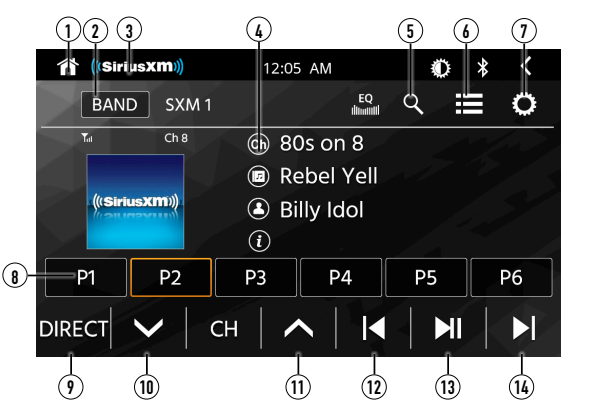 1 2 3 4 5 6 7
((SiriusXM)) 12:05 AM
BAND SXM 1 EQ
Ch 8 Ch 80s on 8
Rebel Yell
((SiriusXM))
Billy Idol
i
8 P1 P2 P3 P4 P5 P6
DIRECT CH
9 10 11 12 13 14